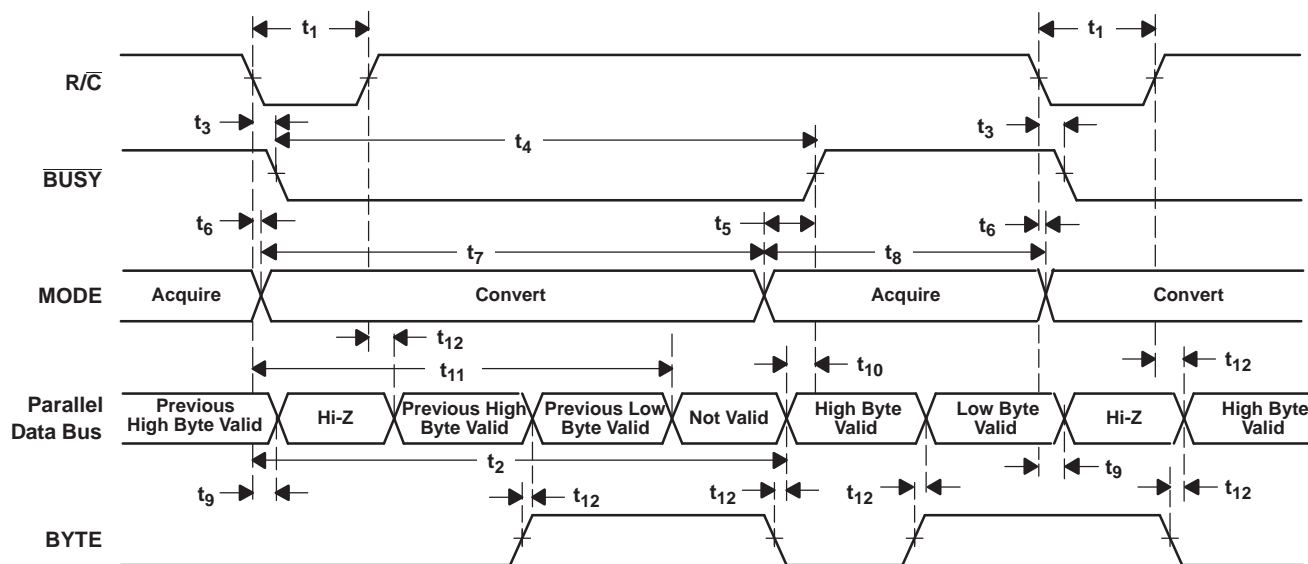 t1
t1
R/C̅
t3
t4
t3
B̅U̅S̅Y̅
t6
t5
t6
t7
t8
MODE
Acquire
Convert
Acquire
Convert
t12
t11
t10
t12
Parallel
Data Bus
Previous
High Byte Valid
Hi-Z
Previous High
Byte Valid
Previous Low
Byte Valid
Not Valid
High Byte
Valid
Low Byte
Valid
Hi-Z
High Byte
Valid
t2
t9
t12
t12
t12
t9
t12
BYTE